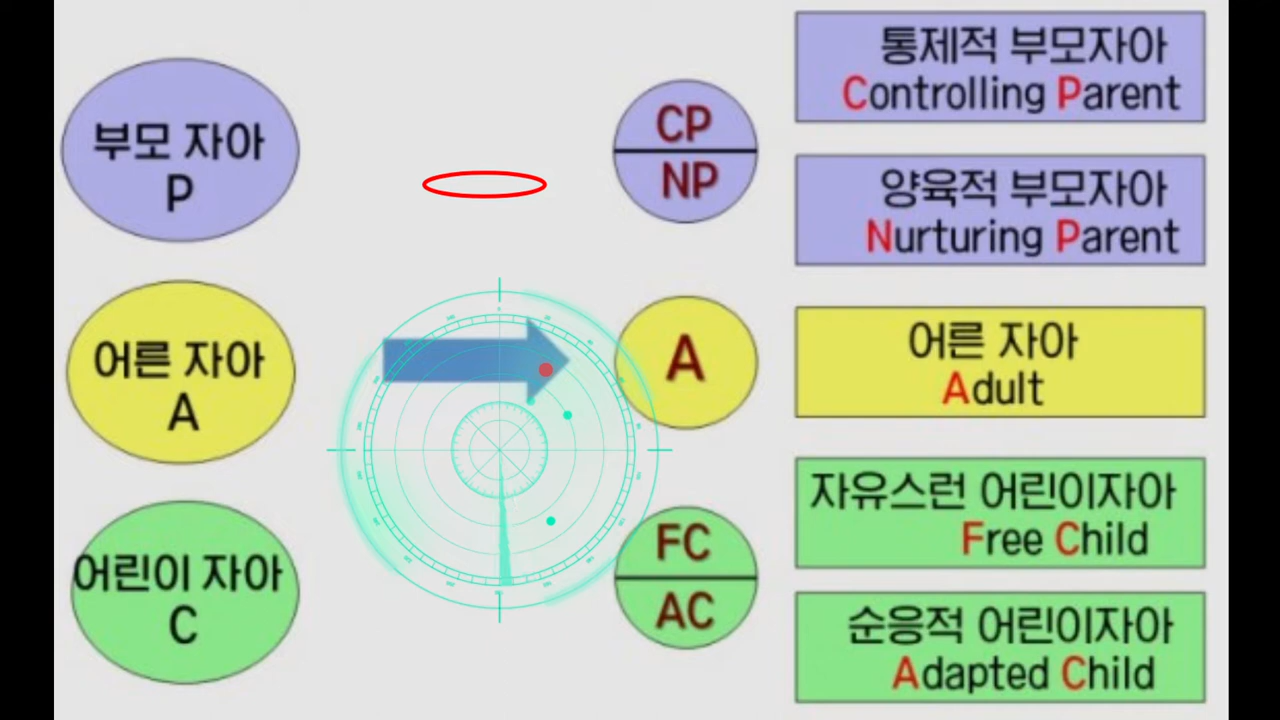 부모 자아
P
어른 자아
A
어린이 자아
C
CP
NP
A
FC
AC
통제적 부모자아
Controlling Parent
양육적 부모자아
Nurturing Parent
어른 자아
Adult
자유스런 어린이자아
Free Child
순응적 어린이자아
Adapted Child